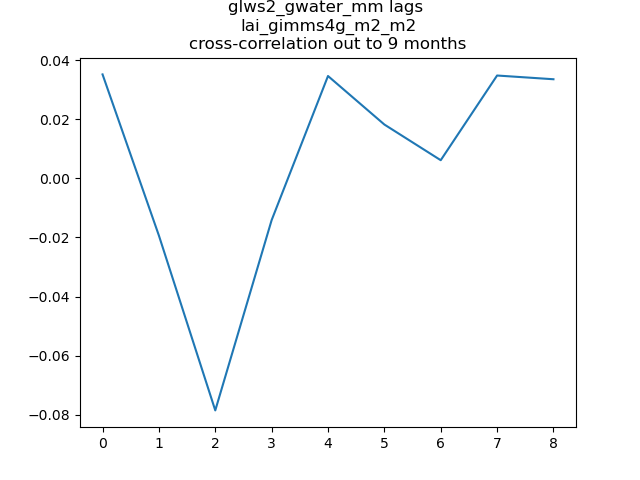 glws2_gwater_mm lags
lai_gimms4g_m2_m2
cross-correlation out to 9 months
0.04
0.02
0.00
−0.02
−0.04
−0.06
−0.08
0 1 2 3 4 5 6 7 8